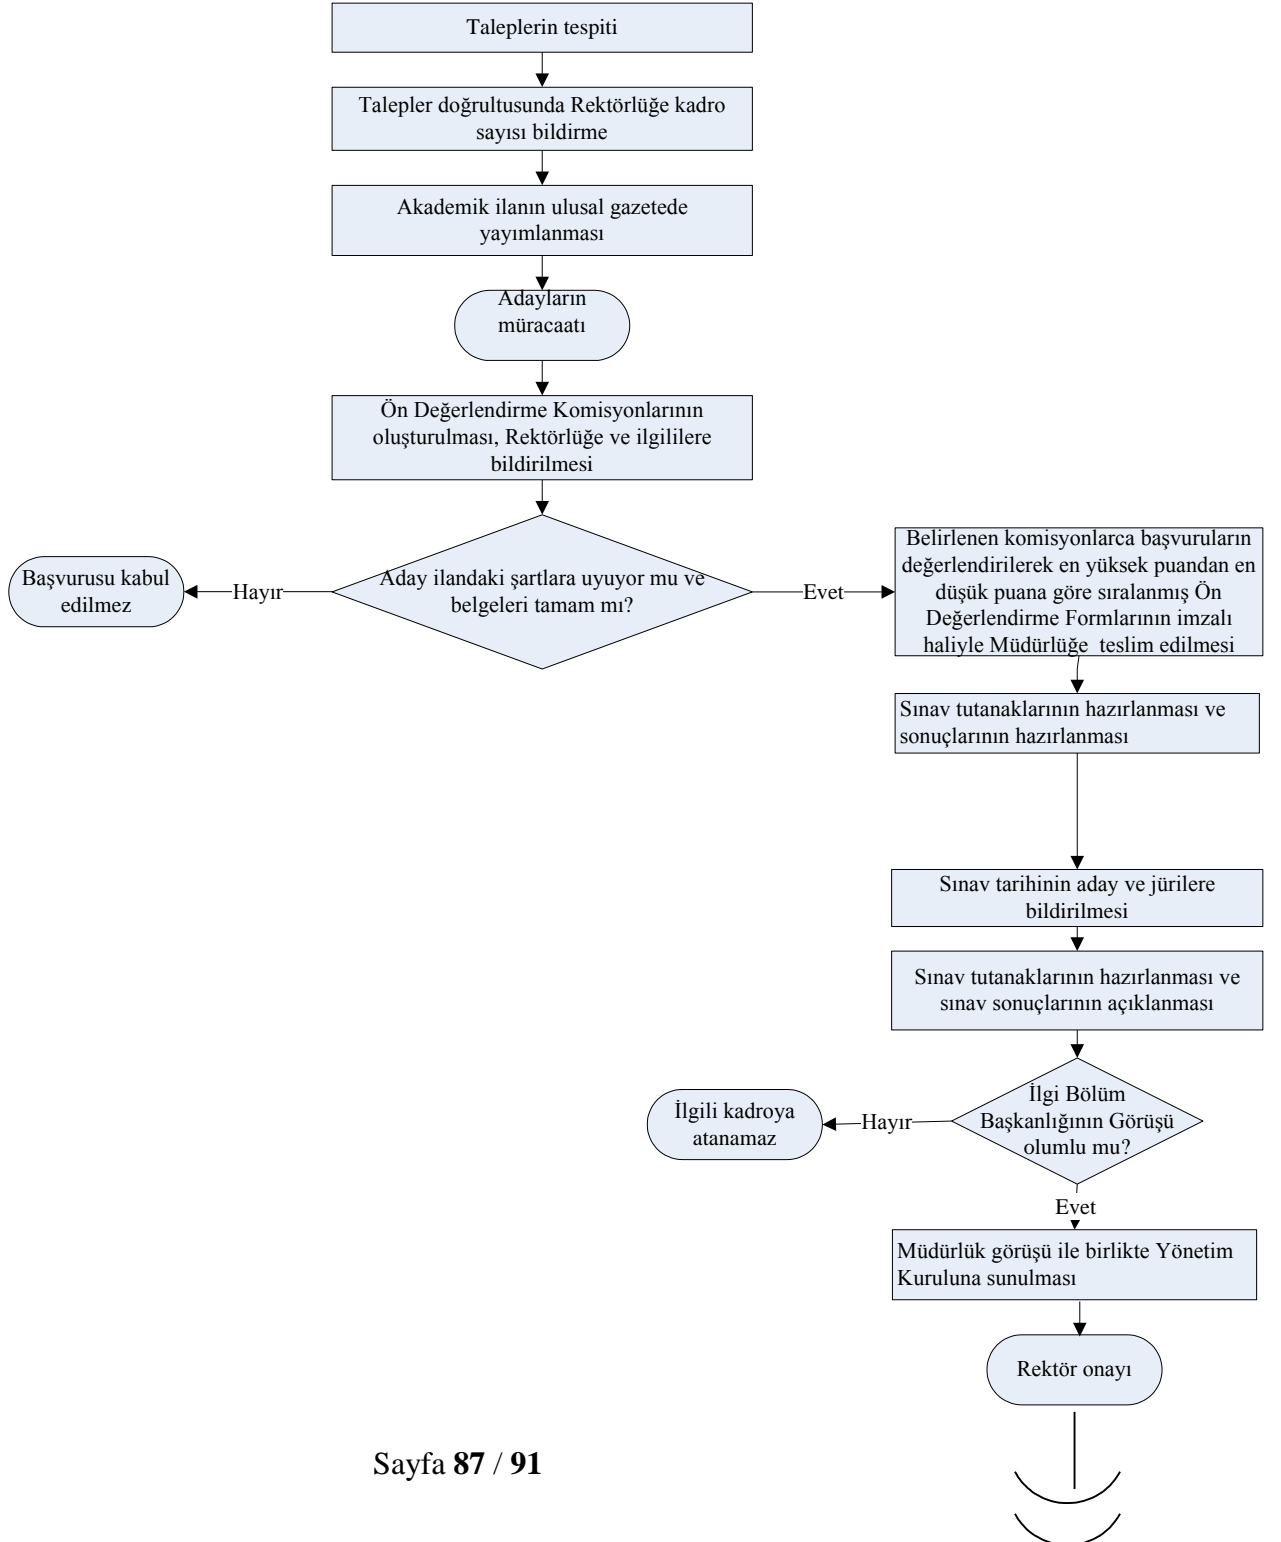 Taleplerin tespiti
Talepler doğrultusunda Rektörlüğe kadro
sayısı bildirme
Akademik ilanın ulusal gazetede
yayımlanması
Adayların
müracaatı
Ön Değerlendirme Komisyonlarının
oluşturulması, Rektörlüğe ve ilgililere
bildirilmesi
Aday ilandaki şartlara uyuyor mu ve
belgeleri tamam mı?
Hayır
Başvurusu kabul
edilmez
Evet
Belirlenen komisyonlarca başvuruların
değerlendirilerek en yüksek puandan en
düşük puana göre sıralanmış Ön
Değerlendirme Formlarının imzalı
haliyle Müdürlüğe  teslim edilmesi
Sınav tutanaklarının hazırlanması ve
sonuçlarının hazırlanması
Sınav tarihinin aday ve jürilere
bildirilmesi
Sınav tutanaklarının hazırlanması ve
sınav sonuçlarının açıklanması
İlgi Bölüm
Başkanlığının Görüşü
olumlu mu?
Hayır
İlgili kadroya
atanamaz
Evet
Müdürlük görüşü ile birlikte Yönetim
Kuruluna sunulması
Rektör onayı
Sayfa 87 / 91